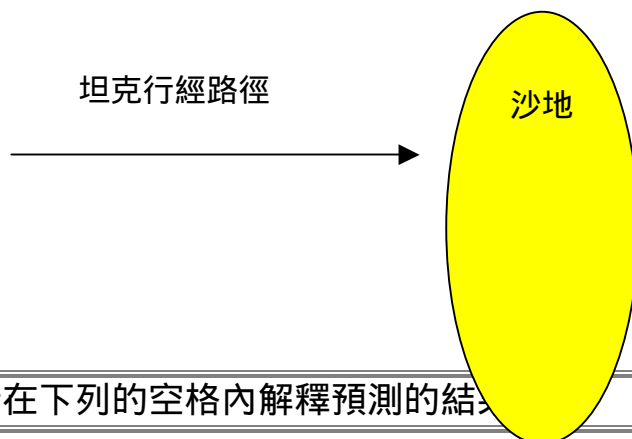 坦克行經路徑
沙地
在下列的空格內解釋預測的結